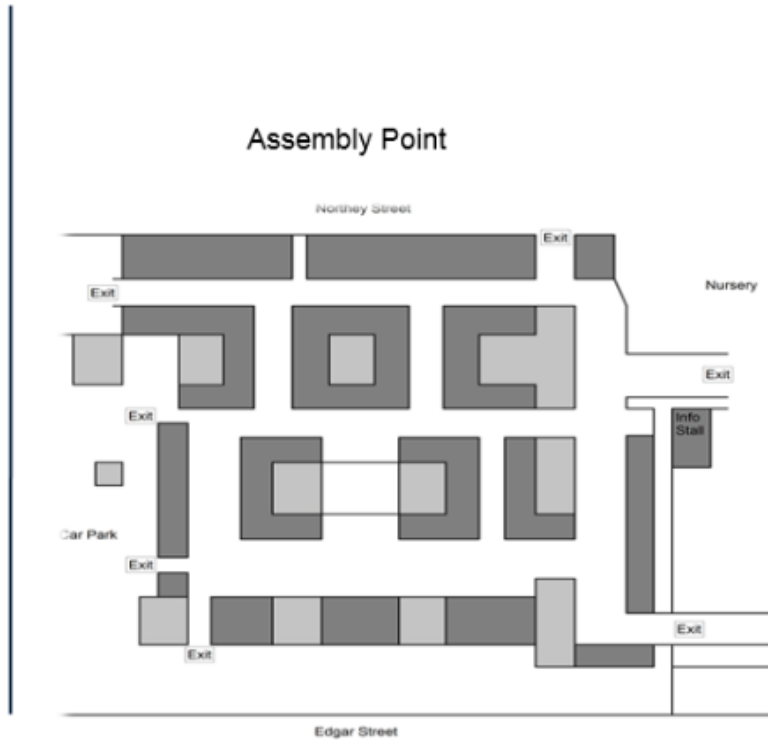 Assembly Point
Northey Street
Exit
Nursery
Exit
Exit
Exit
Info
Stall
Car Park
Exit
Exit
Exit
Edgar Street